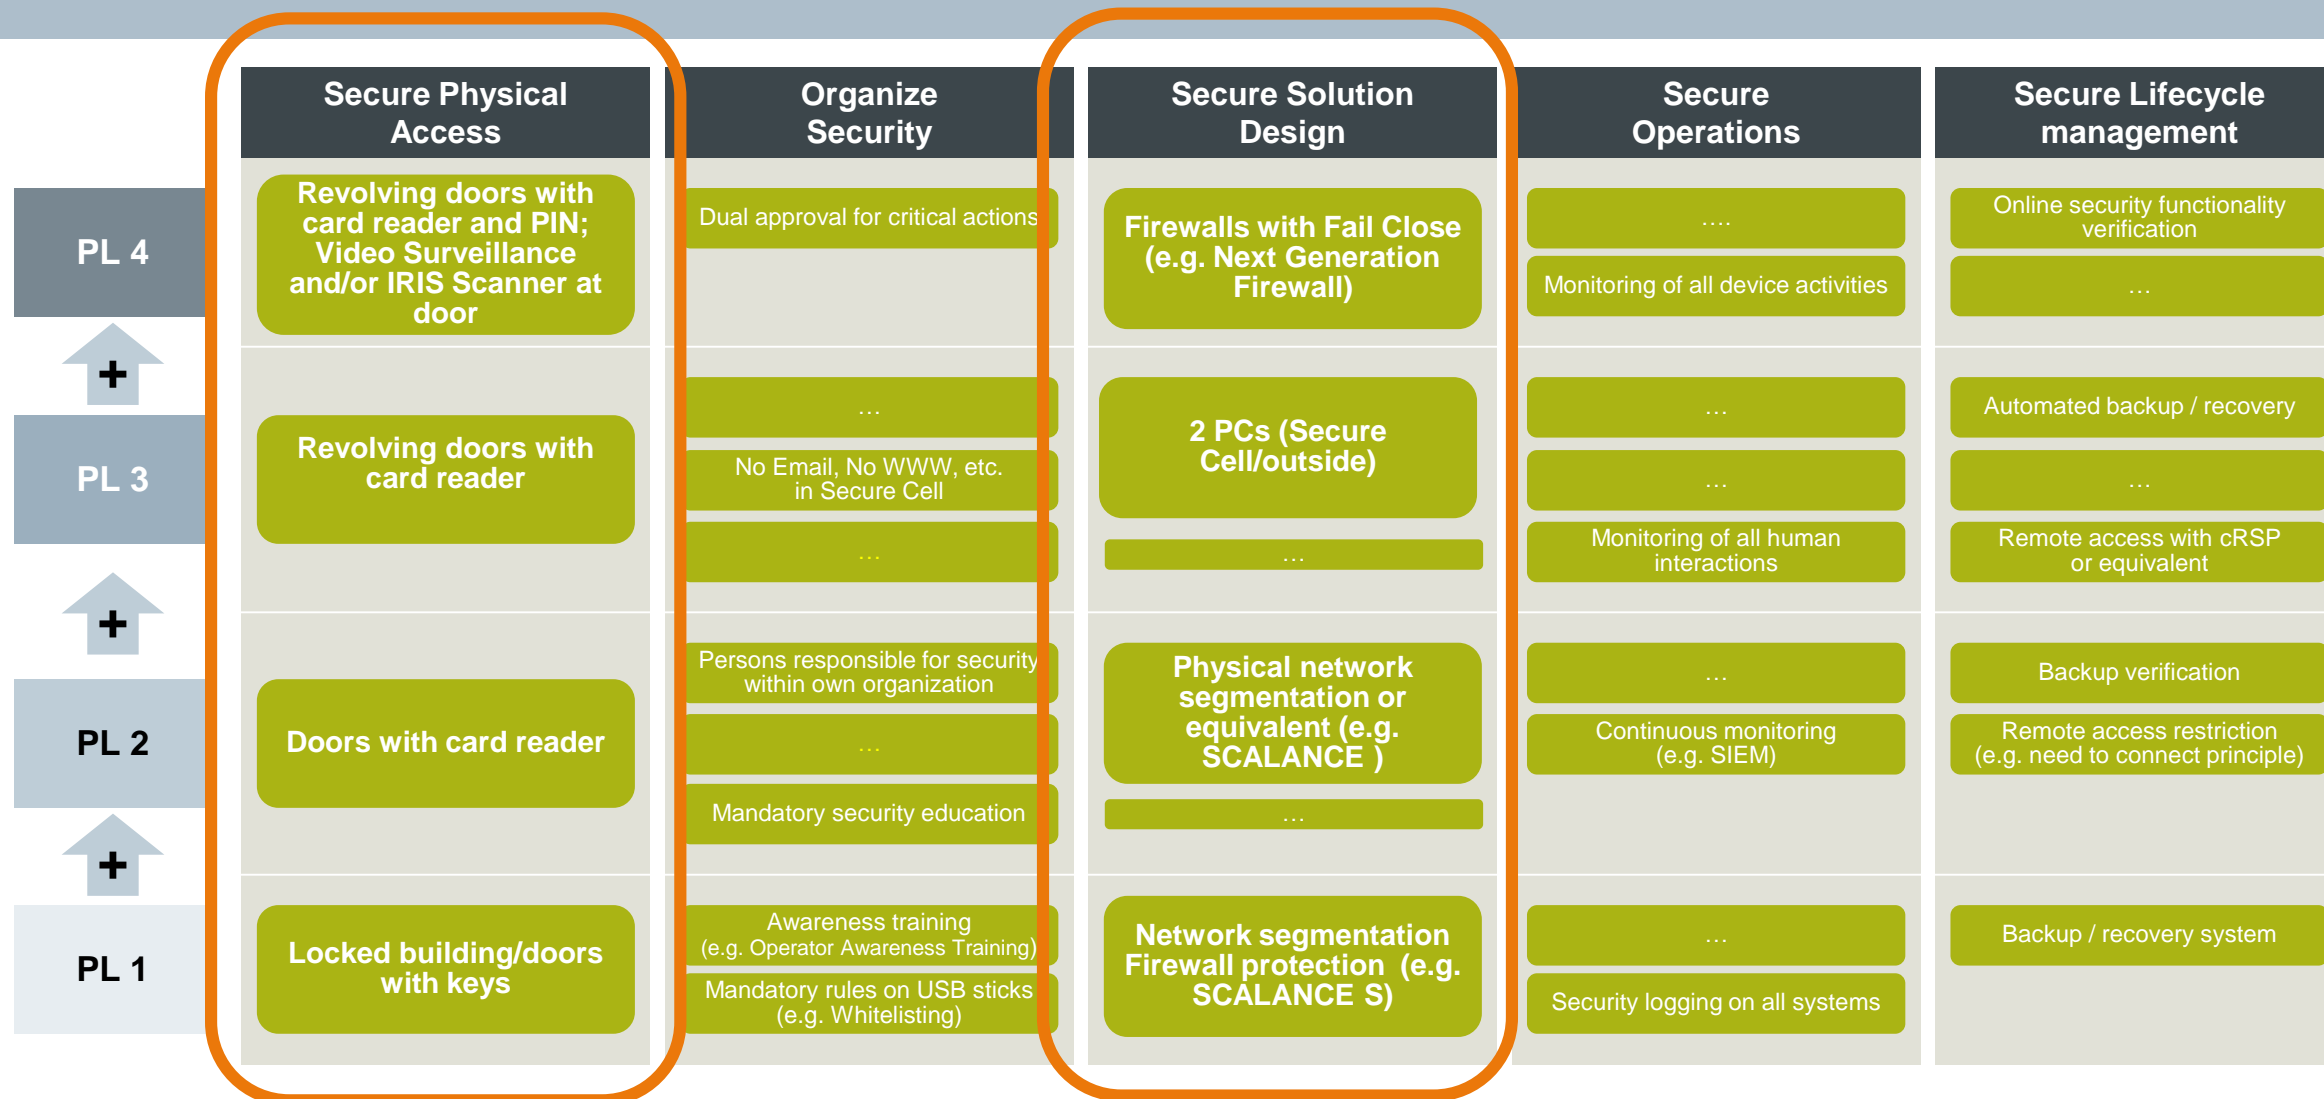 Secure Physical
Access
Organize
Security
Secure Solution
Design
Secure
Operations
Secure Lifecycle
management
PL 4
Revolving doors with
card reader and PIN;
Video Surveillance
and/or IRIS Scanner at
door
Dual approval for critical actions
Firewalls with Fail Close
(e.g. Next Generation
Firewall)
....
Monitoring of all device activities
Online security functionality
verification
…
+
PL 3
Revolving doors with
card reader
…
No Email, No WWW, etc.
in Secure Cell
…
2 PCs (Secure
Cell/outside)
…
…
…
Monitoring of all human
interactions
Automated backup / recovery
…
Remote access with cRSP
or equivalent
+
PL 2
Doors with card reader
Persons responsible for security
within own organization
…
Mandatory security education
Physical network
segmentation or
equivalent (e.g.
SCALANCE )
…
…
Continuous monitoring
(e.g. SIEM)
Backup verification
Remote access restriction
(e.g. need to connect principle)
+
PL 1
Locked building/doors
with keys
Awareness training
(e.g. Operator Awareness Training)
Mandatory rules on USB sticks
(e.g. Whitelisting)
Network segmentation
Firewall protection (e.g.
SCALANCE S)
…
Security logging on all systems
Backup / recovery system